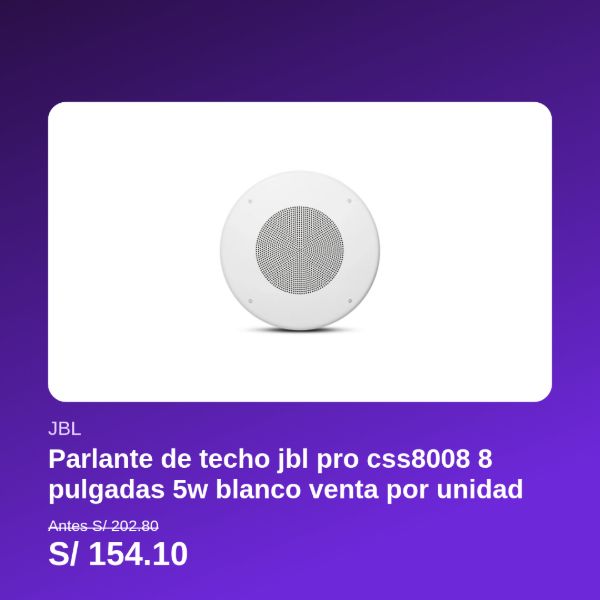 JBL
Parlante de techo jbl pro css8008 8
pulgadas 5w blanco venta por unidad
Antes S/ 202.80
S/ 154.10